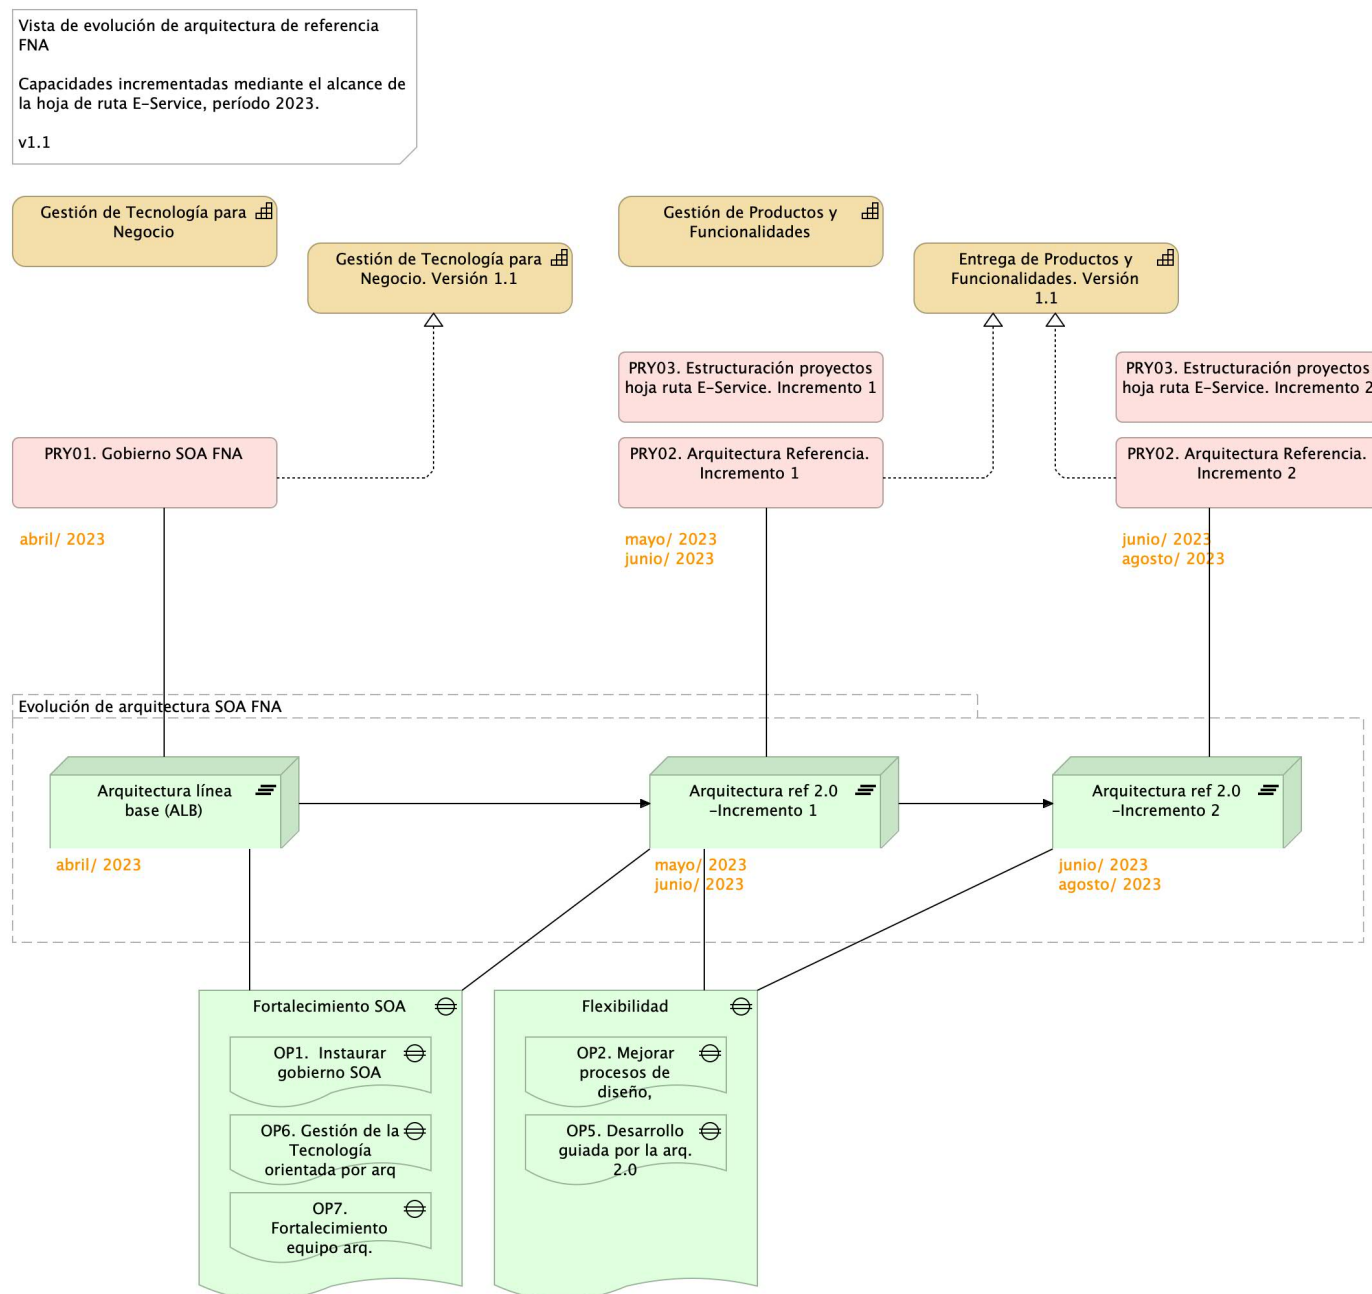 Vista de evolución de arquitectura de referencia
FNA
Capacidades incrementadas mediante el alcance de
la hoja de ruta E-Service, período 2023.
v1.1
Gestión de Tecnología para
Negocio
Gestión de Tecnología para
Negocio. Versión 1.1
Gestión de Productos y
Funcionalidades
Entrega de Productos y
Funcionalidades. Versión
1.1
PRY03. Estructuración proyectos
hoja ruta E-Service. Incremento 1
PRY03. Estructuración proyectos
hoja ruta E-Service. Incremento 2
PRY01. Gobierno SOA FNA
PRY02. Arquitectura Referencia.
Incremento 1
PRY02. Arquitectura Referencia.
Incremento 2
abril/ 2023
mayo/ 2023
junio/ 2023
junio/ 2023
agosto/ 2023
Evolución de arquitectura SOA FNA
Arquitectura línea
base (ALB)
Arquitectura ref 2.0
-Incremento 1
Arquitectura ref 2.0
-Incremento 2
abril/ 2023
mayo/ 2023
junio/ 2023
junio/ 2023
agosto/ 2023
Fortalecimiento SOA
OP1. Instaurar
gobierno SOA
OP6. Gestión de la
Tecnología
orientada por arq
OP7.
Fortalecimiento
equipo arq.
Flexibilidad
OP2. Mejorar
procesos de
diseño,
OP5. Desarrollo
guiada por la arq.
2.0